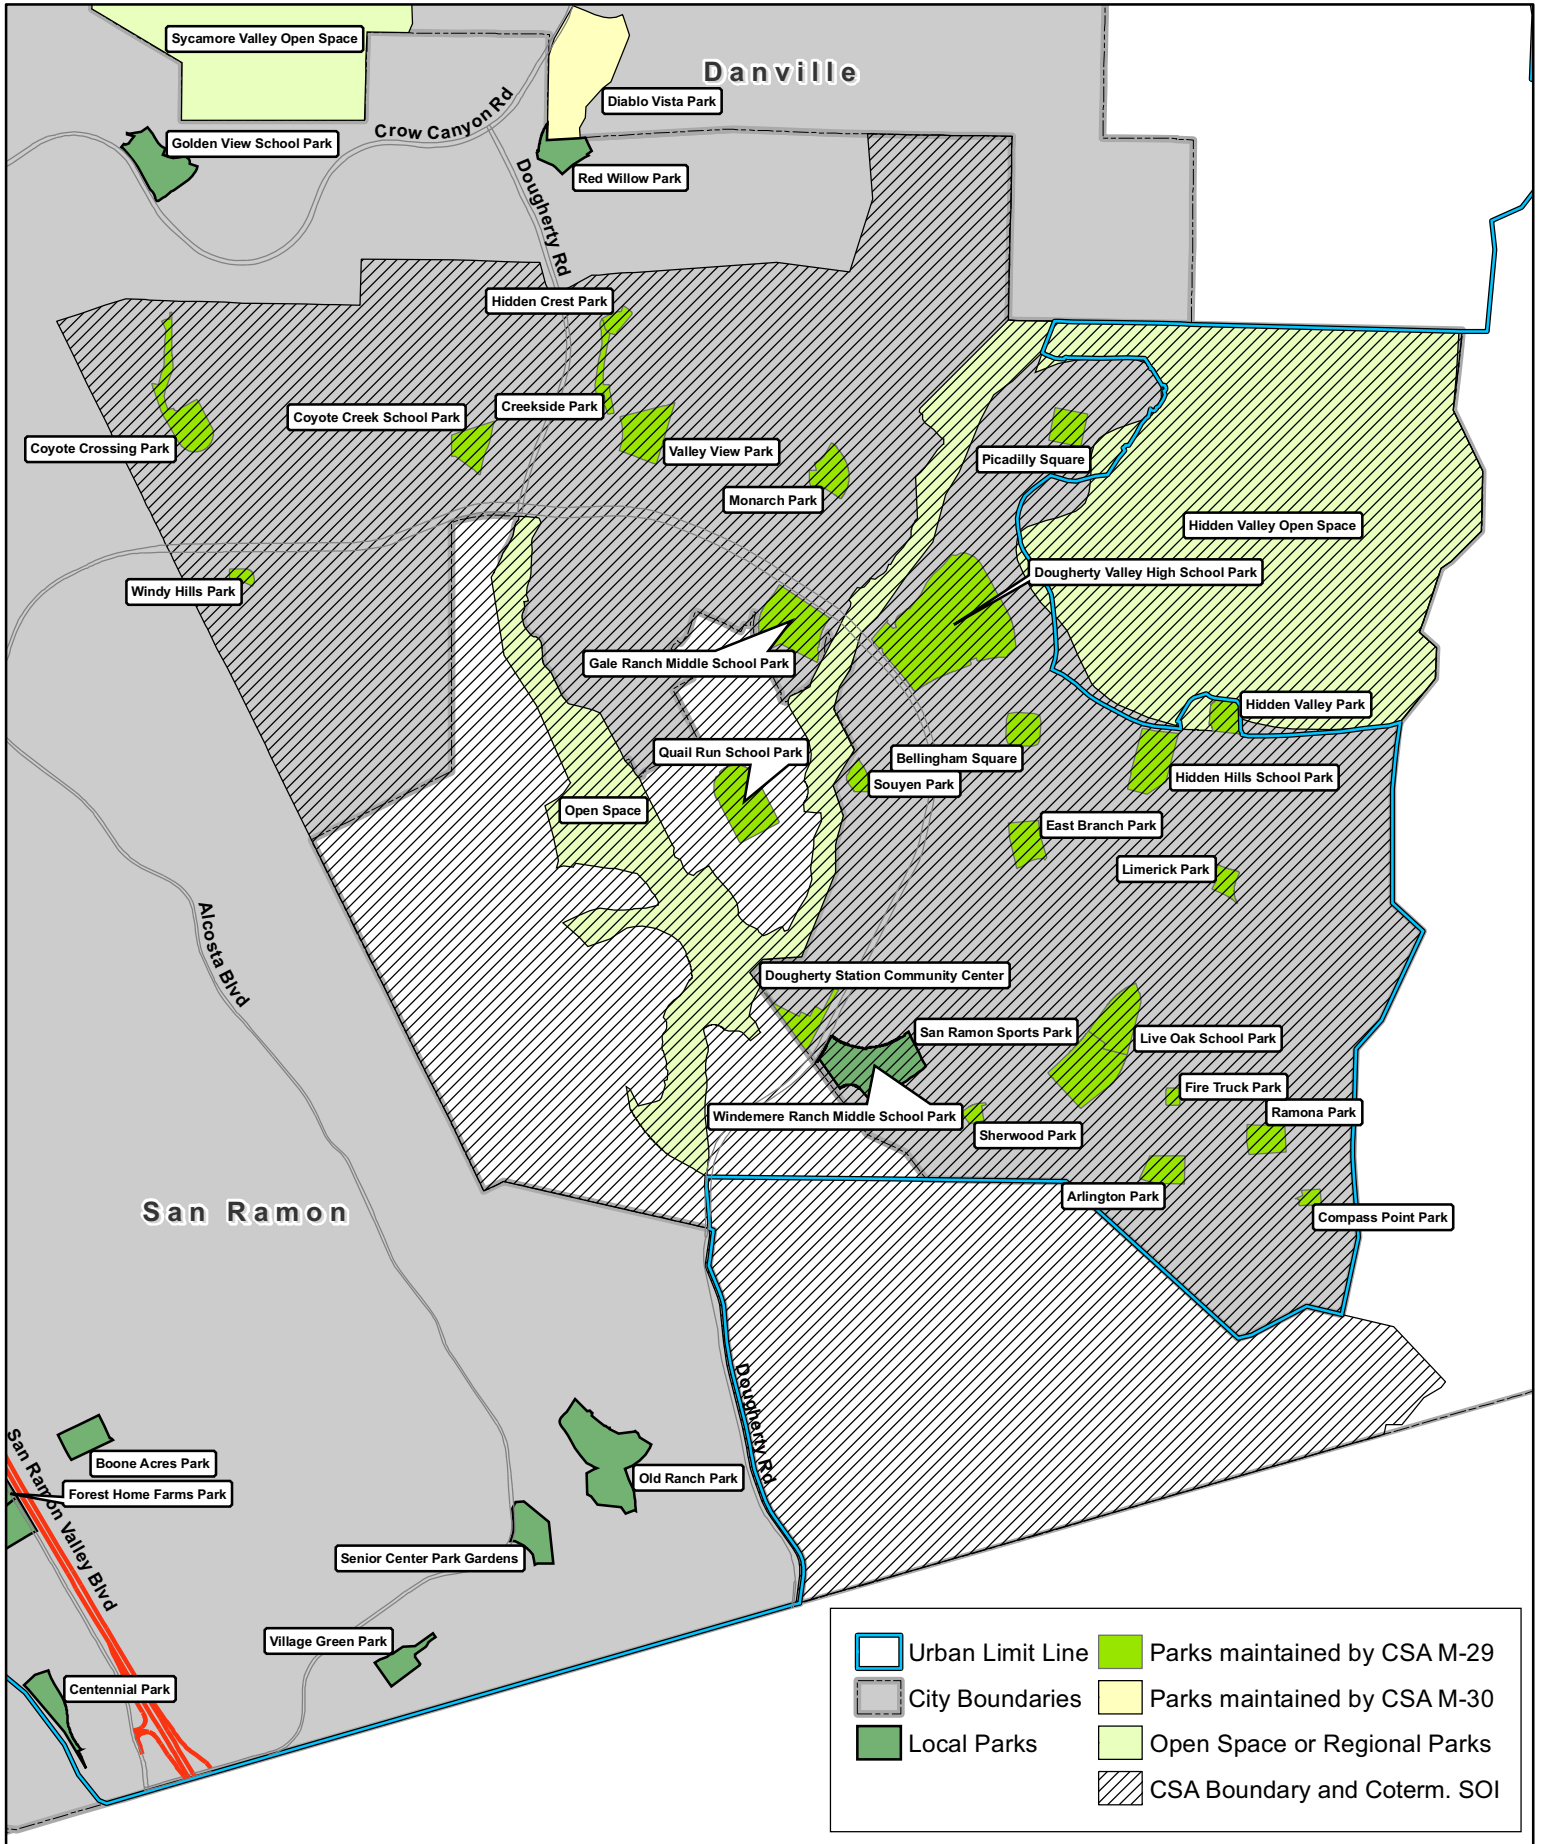 Sycamore Valley Open Space
Danville
Diablo Vista Park
Crow Canyon Rd
Golden View School Park
Red Willow Park
Dougherty Rd
Hidden Crest Park
Creekside Park
Coyote Creek School Park
Coyote Crossing Park
Valley View Park
Picadilly Square
Monarch Park
Hidden Valley Open Space
Dougherty Valley High School Park
Windy Hills Park
Gale Ranch Middle School Park
Hidden Valley Park
Quail Run School Park
Bellingham Square
Hidden Hills School Park
Souyen Park
Open Space
East Branch Park
Limerick Park
Alcosta Blvd
Dougherty Station Community Center
San Ramon Sports Park
Live Oak School Park
Fire Truck Park
Windemere Ranch Middle School Park
Ramona Park
Sherwood Park
Arlington Park
San Ramon
Compass Point Park
Dougherty Rd
San Ramon Valley Blvd
Boone Acres Park
Old Ranch Park
Forest Home Farms Park
Senior Center Park Gardens
Village Green Park
Centennial Park
Urban Limit Line
City Boundaries
Local Parks
Parks maintained by CSA M-29
Parks maintained by CSA M-30
Open Space or Regional Parks
CSA Boundary and Coterm. SOI